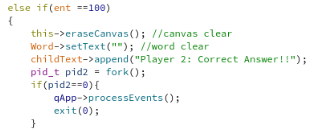 else if(ent ==100)
{
    this->eraseCanvas(); //canvas clear
    Word->setText(""); //word clear
    childText->append("Player 2: Correct Answer!!");
    pid_t pid2 = fork();
    if(pid2==0){
        qApp->processEvents();
        exit(0);
    }